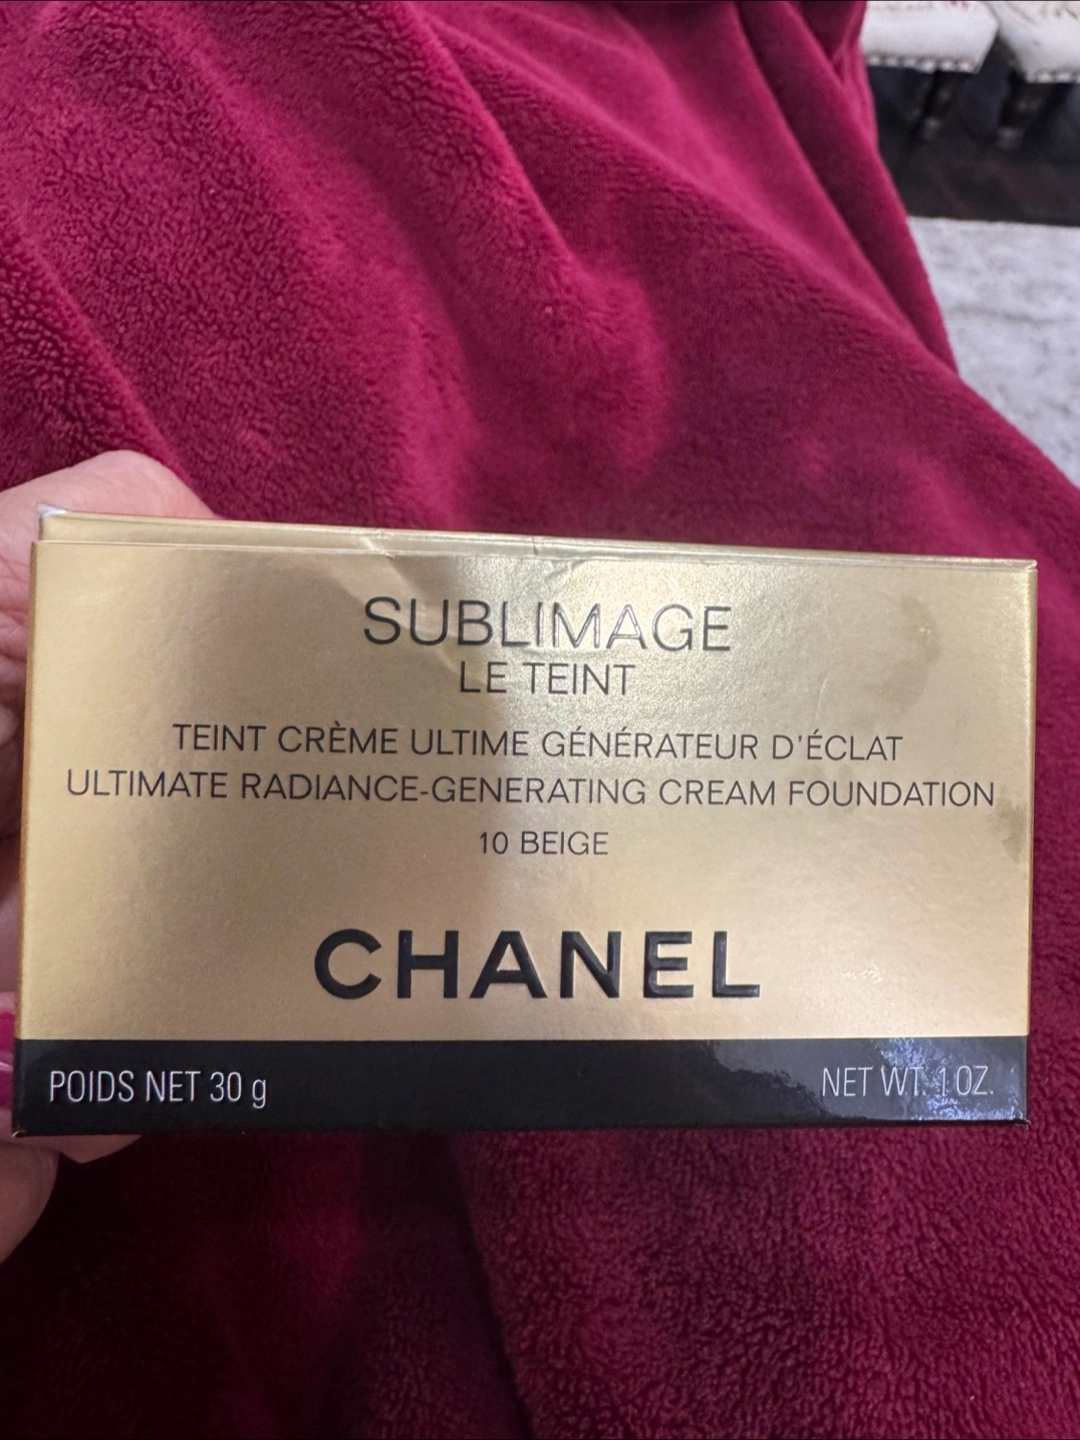 SUBLIMAGE
LE TEINT
TEINT CRÈME ULTIME GÉNÉRATEUR D'ÉCLAT
ULTIMATE RADIANCE-GENERATING CREAM FOUNDATION
10 BEIGE
CHANEL
POIDS NET 30 g
NET WT. 1 OZ.